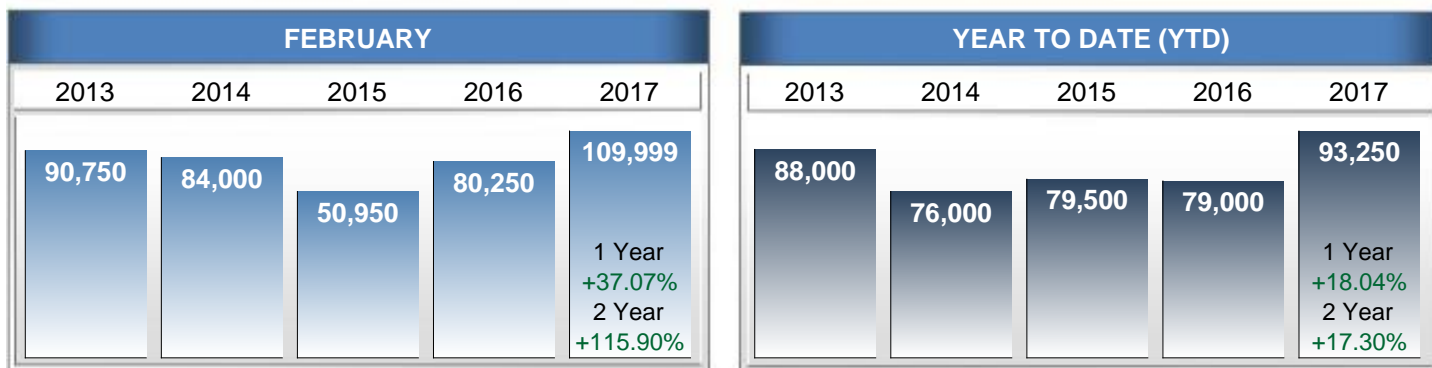 FEBRUARY
2013 2014 2015 2016 2017
90,750 84,000 50,950 80,250 109,999
1 Year
+37.07%
2 Year
+115.90%
YEAR TO DATE (YTD)
2013 2014 2015 2016 2017
88,000 76,000 79,500 79,000 93,250
1 Year
+18.04%
2 Year
+17.30%